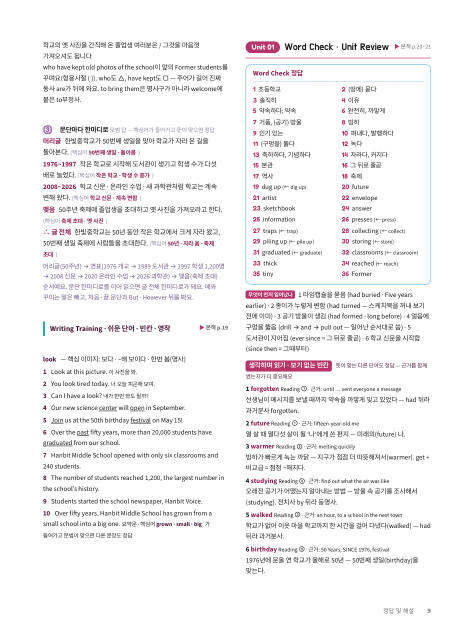 학교의 옛 사진을 간직해 온 졸업생 여러분은 / 그것을 마음껏
가져오셔도 됩니다
who have kept old photos of the school이 앞의 Former students를
꾸며요(형용사절 ( )). who도 △, have kept도 □ — 주어가 길어 진짜
동사 are가 뒤에 와요. to bring them은 명사구가 아니라 welcome에
붙은 to부정사.
③ 문단마다 한마디로 모범 답 — 핵심어가 들어가고 뜻이 맞으면 정답
머리글 한빛중학교가 50번째 생일을 맞아 학교가 자라 온 길을
돌아본다. [핵심어 50번째 생일 · 돌아봄 ]
1976~1997 작은 학교로 시작해 도서관이 생기고 학생 수가 다섯
배로 늘었다. [핵심어 작은 학교 · 학생 수 증가 ]
2008~2026 학교 신문 · 온라인 수업 · 새 과학관처럼 학교는 계속
변해 왔다. [핵심어 학교 신문 · 계속 변함 ]
맺음 50주년 축제에 졸업생을 초대하고 옛 사진을 가져오라고 한다.
[핵심어 축제 초대 · 옛 사진 ]
∴ 글 전체 한빛중학교는 50년 동안 작은 학교에서 크게 자라 왔고,
50번째 생일 축제에 사람들을 초대한다. [핵심어 50년 · 자라 옴 · 축제
초대 ]
머리글(50주년) → 연표(1976 개교 → 1989 도서관 → 1997 학생 1,200명
→ 2008 신문 → 2020 온라인 수업 → 2026 과학관) → 맺음(축제 초대)
순서예요. 문단 한마디로를 이어 읽으면 글 전체 한마디가 돼요. 예와
꾸미는 말은 빼고, 처음 · 끝 문단과 But · However 뒤를 봐요.
Writing Training · 쉬운 단어 · 빈칸 · 영작 ▶ 본책 p.19
look — 핵심 이미지: 보다 · ~해 보이다 · 한번 봄(명사)
1 Look at this picture. 이 사진을 봐.
2 You look tired today. 너 오늘 피곤해 보여.
3 Can I have a look? 내가 한번 봐도 될까?
4 Our new science center will open in September.
5 Join us at the 50th birthday festival on May 15!
6 Over the past fifty years, more than 20,000 students have
graduated from our school.
7 Hanbit Middle School opened with only six classrooms and
240 students.
8 The number of students reached 1,200, the largest number in
the school's history.
9 Students started the school newspaper, Hanbit Voice.
10 Over fifty years, Hanbit Middle School has grown from a
small school into a big one. 요약문 · 핵심어 grown · small · big 가
들어가고 문법이 맞으면 다른 문장도 정답
Unit 01 Word Check · Unit Review ▶ 본책 p.20~21
Word Check 정답
1 초등학교 2 (땅에) 묻다
3 솔직히 4 이유
5 약속하다; 약속 6 완전히, 까맣게
7 거품, (공기) 방울 8 빙하
9 인기 있는 10 꺼내다, 발행하다
11 (구멍을) 뚫다 12 녹다
13 축하하다, 기념하다 14 자라다, 커지다
15 본관 16 그 뒤로 줄곧
17 역사 18 축제
19 dug up (← dig up) 20 future
21 artist 22 envelope
23 sketchbook 24 answer
25 information 26 presses (← press)
27 traps (← trap) 28 collecting (← collect)
29 piling up (← pile up) 30 storing (← store)
31 graduated (← graduate) 32 classrooms (← classroom)
33 thick 34 reached (← reach)
35 tiny 36 Former
무엇이 먼저 일어났나 1 타임캡슐을 묻음 (had buried · Five years
earlier) · 2 종이가 누렇게 변함 (had turned — 스케치북을 꺼내 보기
전에 이미) · 3 공기 방울이 생김 (had formed · long before) · 4 얼음에
구멍을 뚫음 (drill → and → pull out — 일어난 순서대로 씀) · 5
도서관이 지어짐 (ever since = 그 뒤로 줄곧) · 6 학교 신문을 시작함
(since then = 그때부터)
생각하며 읽기 · 보기 없는 빈칸 뜻이 맞는 다른 단어도 정답 — 근거를 함께
썼는지가 더 중요해요
1 forgotten Reading ① · 근거: until …, sent everyone a message
선생님이 메시지를 보낼 때까지 약속을 까맣게 잊고 있었다 — had 뒤라
과거분사 forgotten.
2 future Reading ① · 근거: fifteen-year-old me
열 살 때 열다섯 살이 될 '나'에게 쓴 편지 — 미래의(future) 나.
3 warmer Reading ② · 근거: melting quickly
빙하가 빠르게 녹는 까닭 — 지구가 점점 더 따뜻해져서(warmer). get +
비교급 = 점점 ~해지다.
4 studying Reading ② · 근거: find out what the air was like
오래전 공기가 어땠는지 알아내는 방법 — 방울 속 공기를 조사해서
(studying). 전치사 by 뒤라 동명사.
5 walked Reading ③ · 근거: an hour, to a school in the next town
학교가 없어 이웃 마을 학교까지 한 시간을 걸어 다녔다(walked) — had
뒤라 과거분사.
6 birthday Reading ③ · 근거: 50 Years, SINCE 1976, festival
1976년에 문을 연 학교가 올해로 50년 — 50번째 생일(birthday)을
맞는다.
정답 및 해설 9